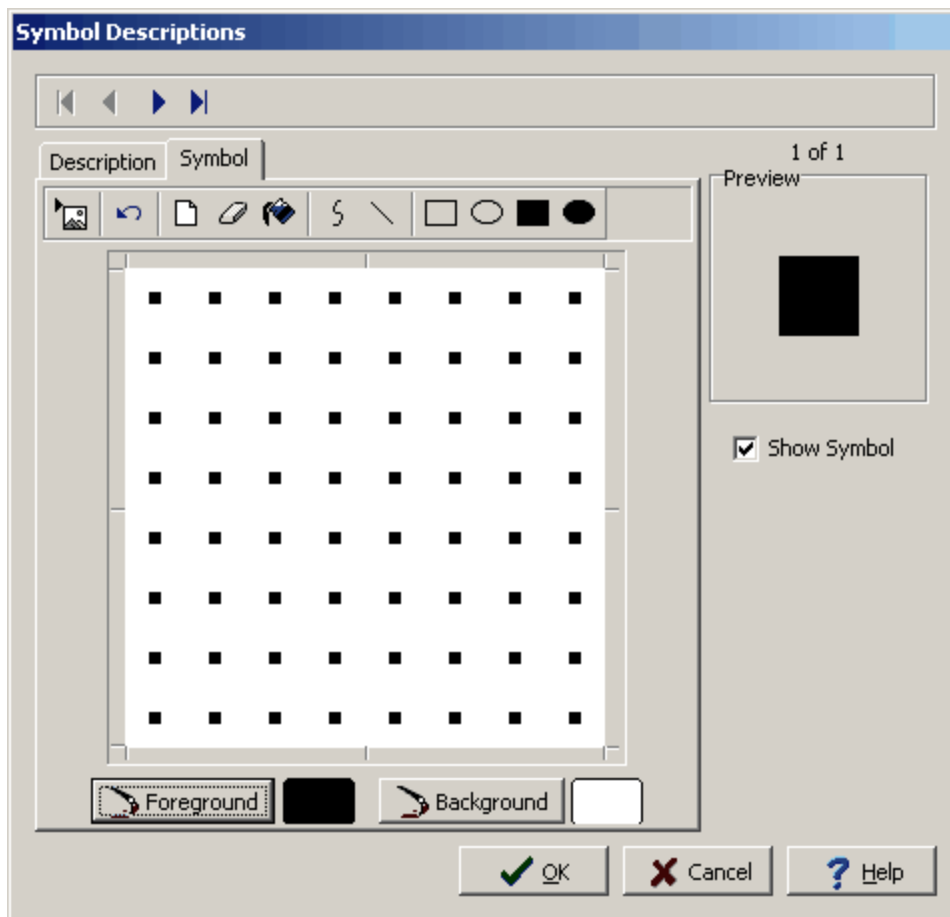 Symbol Descriptions
1 of 1
Description Symbol
Preview
Show Symbol
Foreground Background
OK Cancel Help